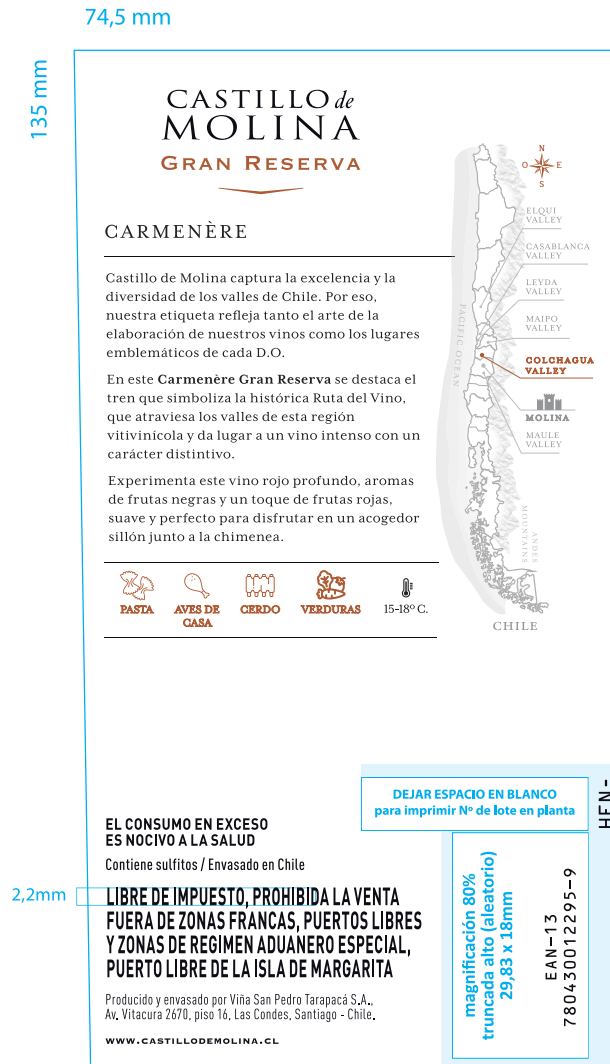 74,5 mm
135 mm
CASTILLO de
MOLINA
GRAN RESERVA
CARMENÈRE
Castillo de Molina captura la excelencia y la
diversidad de los valles de Chile. Por eso,
nuestra etiqueta refleja tanto el arte de la
elaboración de nuestros vinos como los lugares
emblemáticos de cada D.O.
En este Carmenère Gran Reserva se destaca el
tren que simboliza la histórica Ruta del Vino,
que atraviesa los valles de esta región
vitivinícola y da lugar a un vino intenso con un
carácter distintivo.
Experimenta este vino rojo profundo, aromas
de frutas negras y un toque de frutas rojas,
suave y perfecto para disfrutar en un acogedor
sillón junto a la chimenea.
PASTA
AVES DE
CASA
CERDO
VERDURAS
15-18º C.
N
O
E
S
ELQUI
VALLEY
CASABLANCA
VALLEY
LEYDA
VALLEY
MAIPO
VALLEY
COLCHAGUA
VALLEY
MOLINA
MAULE
VALLEY
PACIFIC OCEAN
ANDES
MOUNTAINS
CHILE
DEJAR ESPACIO EN BLANCO
para imprimir Nº de lote en planta
EL CONSUMO EN EXCESO
ES NOCIVO A LA SALUD
Contiene sulfitos / Envasado en Chile
2,2mm
LIBRE DE IMPUESTO, PROHIBIDA LA VENTA
FUERA DE ZONAS FRANCAS, PUERTOS LIBRES
Y ZONAS DE REGIMEN ADUANERO ESPECIAL,
PUERTO LIBRE DE LA ISLA DE MARGARITA
Producido y envasado por Viña San Pedro Tarapacá S.A.,
Av. Vitacura 2670, piso 16, Las Condes, Santiago - Chile.
WWW.CASTILLODEMOLINA.CL
magnificación 80%
truncada alto (aleatorio)
29,83 x 18mm
EAN-13
780430012295-9